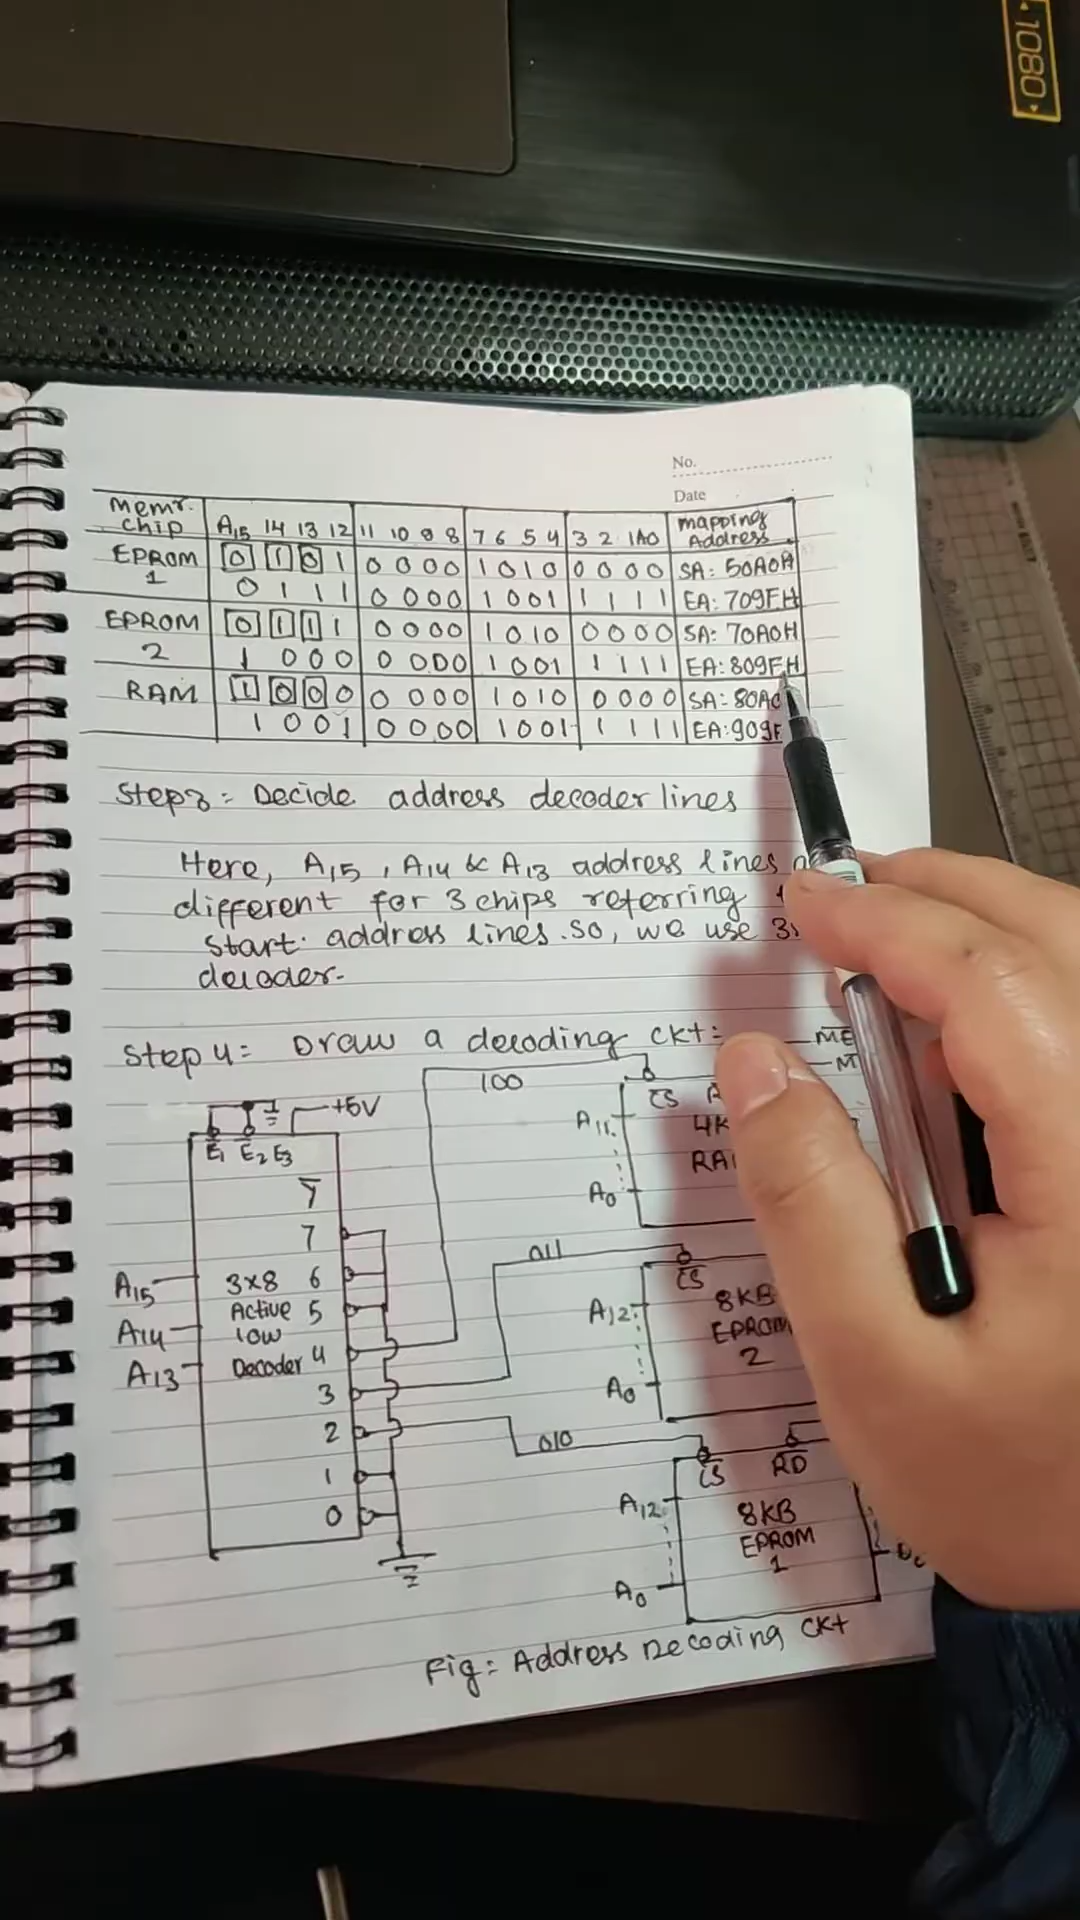 1080
No.
Date
Memr. Chip A15 14 13 12 11 10 9 8 7 6 5 4 3 2 1 A0 Mapping Address
EPROM 1 0 1 0 1 0 0 0 0 1 0 1 0 0 0 0 0 SA: 50A0H
0 1 1 1 0 0 0 0 1 0 0 1 1 1 1 1 EA: 709FH
EPROM 2 0 1 1 1 0 0 0 0 1 0 1 0 0 0 0 0 SA: 70A0H
1 0 0 0 0 0 0 0 1 0 0 1 1 1 1 1 EA: 809FH
RAM 1 0 0 0 0 0 0 0 1 0 1 0 0 0 0 0 SA: 80A0
1 0 0 1 0 0 0 0 1 0 0 1 1 1 1 1 EA: 909F
Step3: Decide address decoder lines
Here, A15, A14 & A13 address lines
different for 3 chips referring
start address lines. So, we use
decoder.
Step 4: Draw a decoding ckt:
100
+5V
E1 E2 E3
Y
7
A15 3x8 6
A14 Active 5
low
A13 Decoder 4
3
2
1
0
CS
A11
4K
A0
011
CS
A12
8KB
EPROM
2
A0
010
CS RD
A12
8KB
EPROM
1
A0
Fig: Address Decoding Ckt